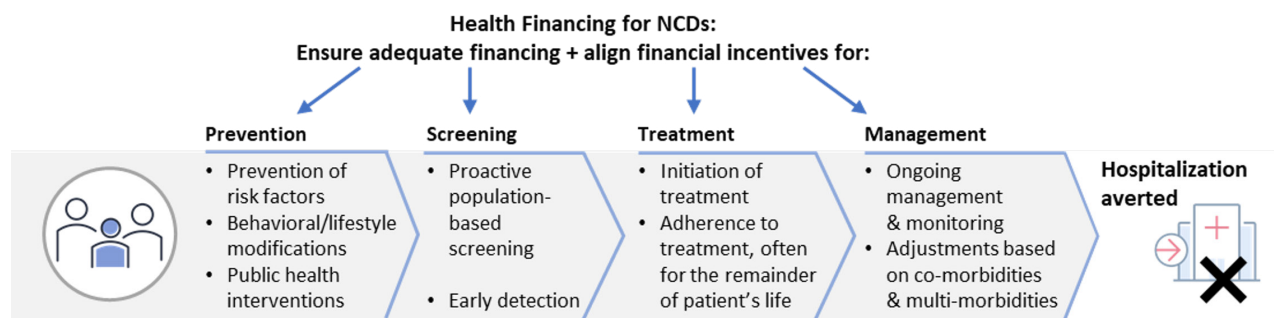 Health Financing for NCDs:
Ensure adequate financing + align financial incentives for:
Prevention
• Prevention of
risk factors
• Behavioral/lifestyle
modifications
• Public health
interventions
Screening
• Proactive
population-
based
screening
• Early detection
Treatment
• Initiation of
treatment
• Adherence to
treatment, often
for the remainder
of patient's life
Management
• Ongoing
management
& monitoring
• Adjustments based
on co-morbidities
& multi-morbidities
Hospitalization
averted